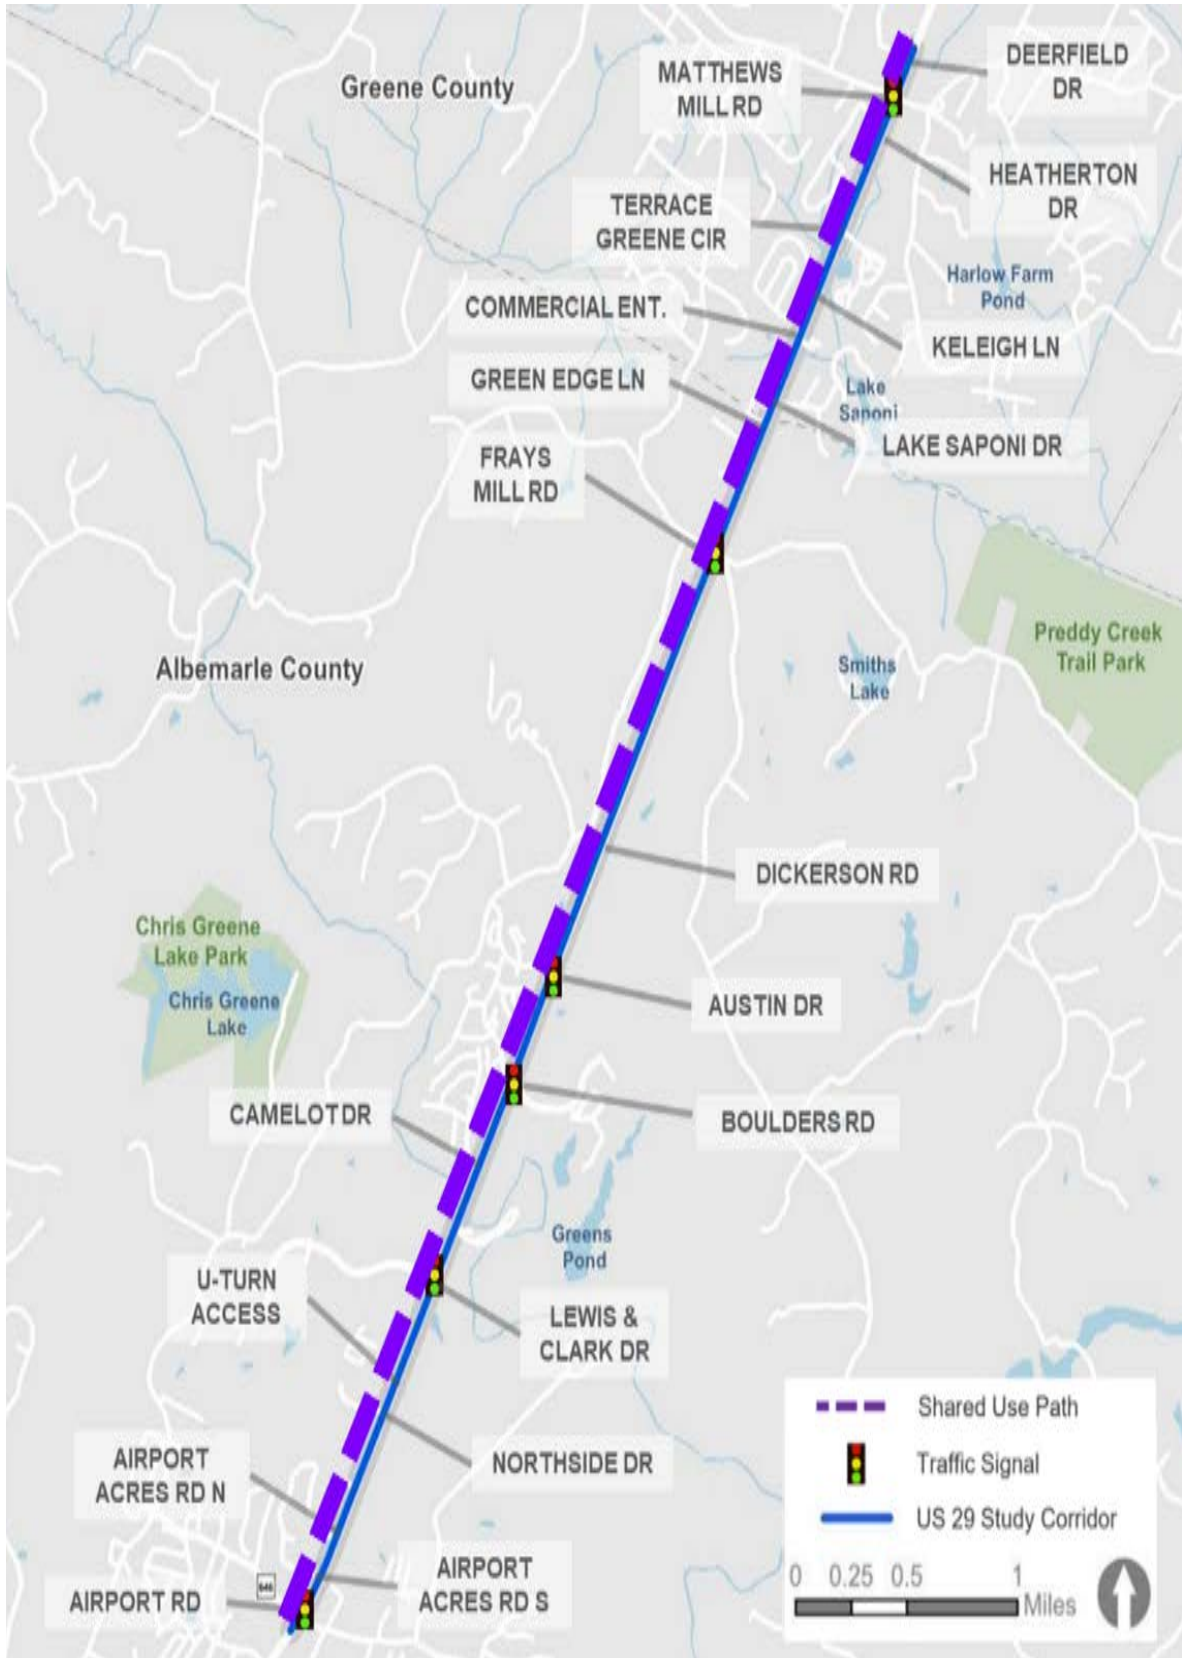 DEERFIELD
DR
MATTHEWS
MILL RD
Greene County
HEATHERTON
DR
TERRACE
GREENE CIR
Harlow Farm
Pond
COMMERCIAL ENT.
KELEIGH LN
GREEN EDGE LN
Lake
Saponi
LAKE SAPONI DR
FRAYS
MILL RD
Preddy Creek
Trail Park
Smiths
Lake
Albemarle County
DICKERSON RD
Chris Greene
Lake Park
Chris Greene
Lake
AUSTIN DR
CAMELOT DR
BOULDERS RD
Greens
Pond
U-TURN
ACCESS
LEWIS &
CLARK DR
NORTHSIDE DR
AIRPORT
ACRES RD N
AIRPORT
ACRES RD S
AIRPORT RD
Shared Use Path
Traffic Signal
US 29 Study Corridor
0 0.25 0.5 1
Miles